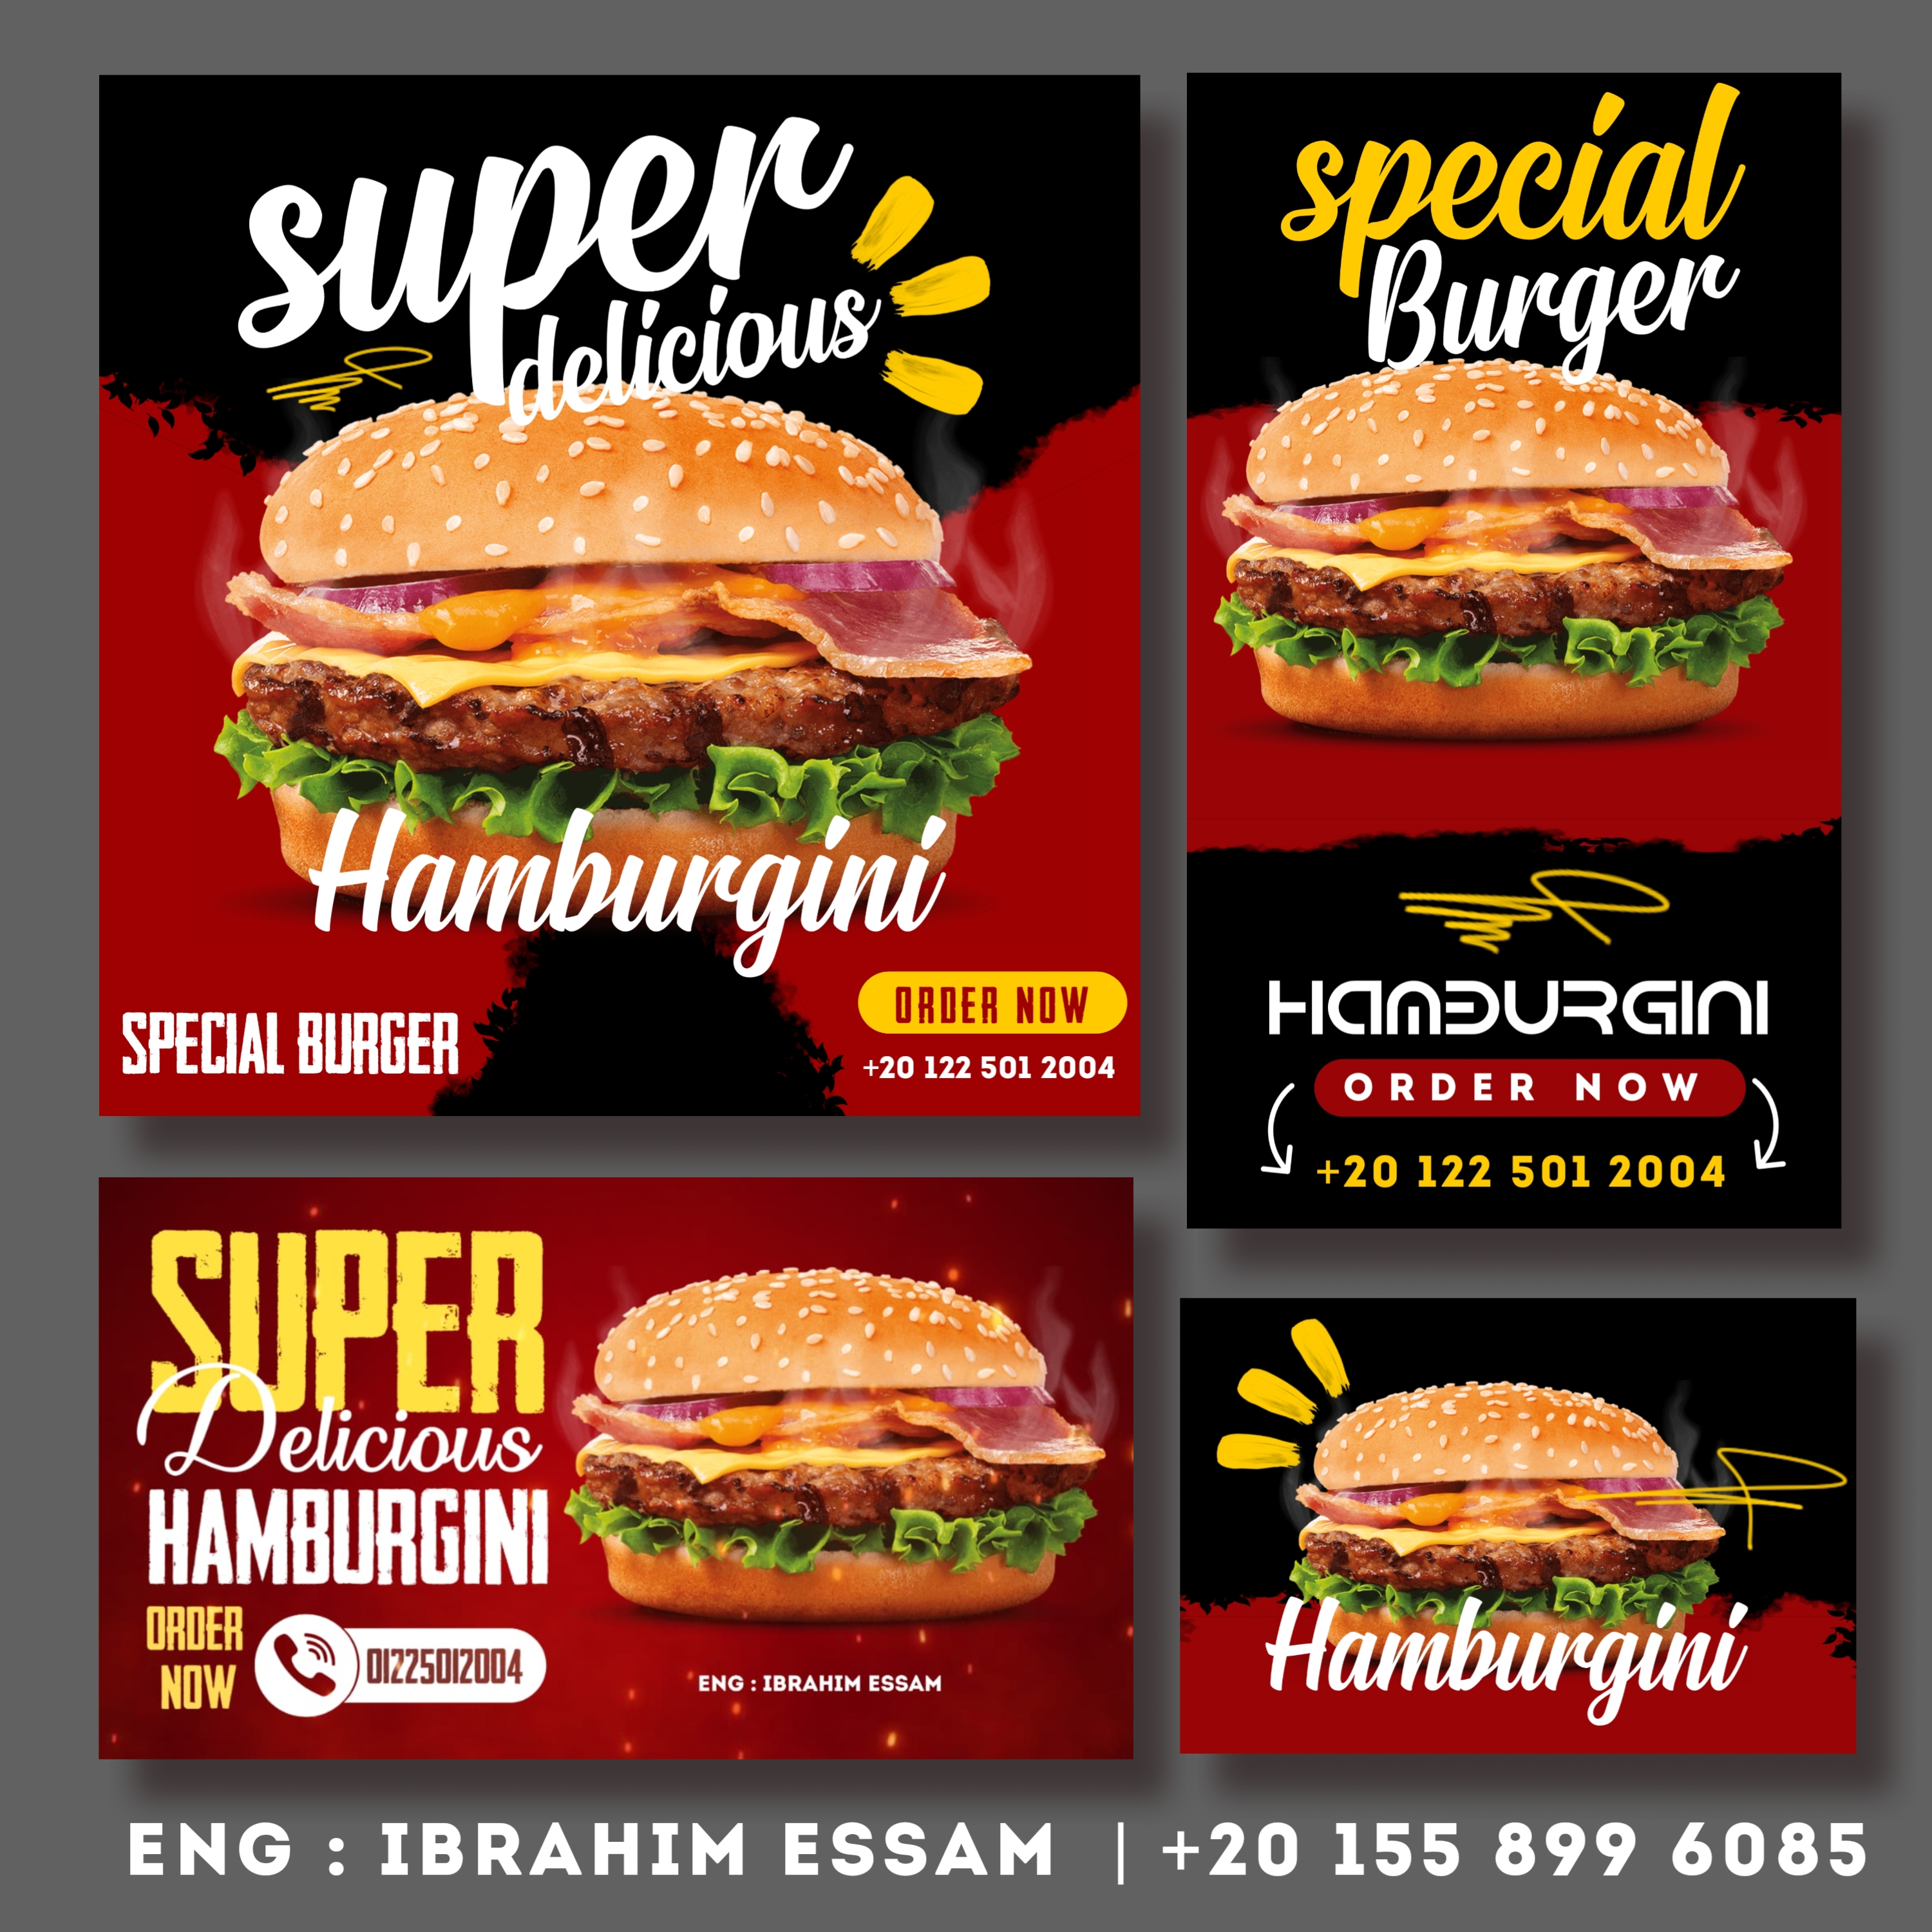 super
delicious
Hamburgini
SPECIAL BURGER
ORDER NOW
+20 122 501 2004
special
Burger
HAMBURGINI
ORDER NOW
+20 122 501 2004
SUPER
Delicious
HAMBURGINI
ORDER
NOW
01225012004
ENG : IBRAHIM ESSAM
Hamburgini
ENG : IBRAHIM ESSAM | +20 155 899 6085